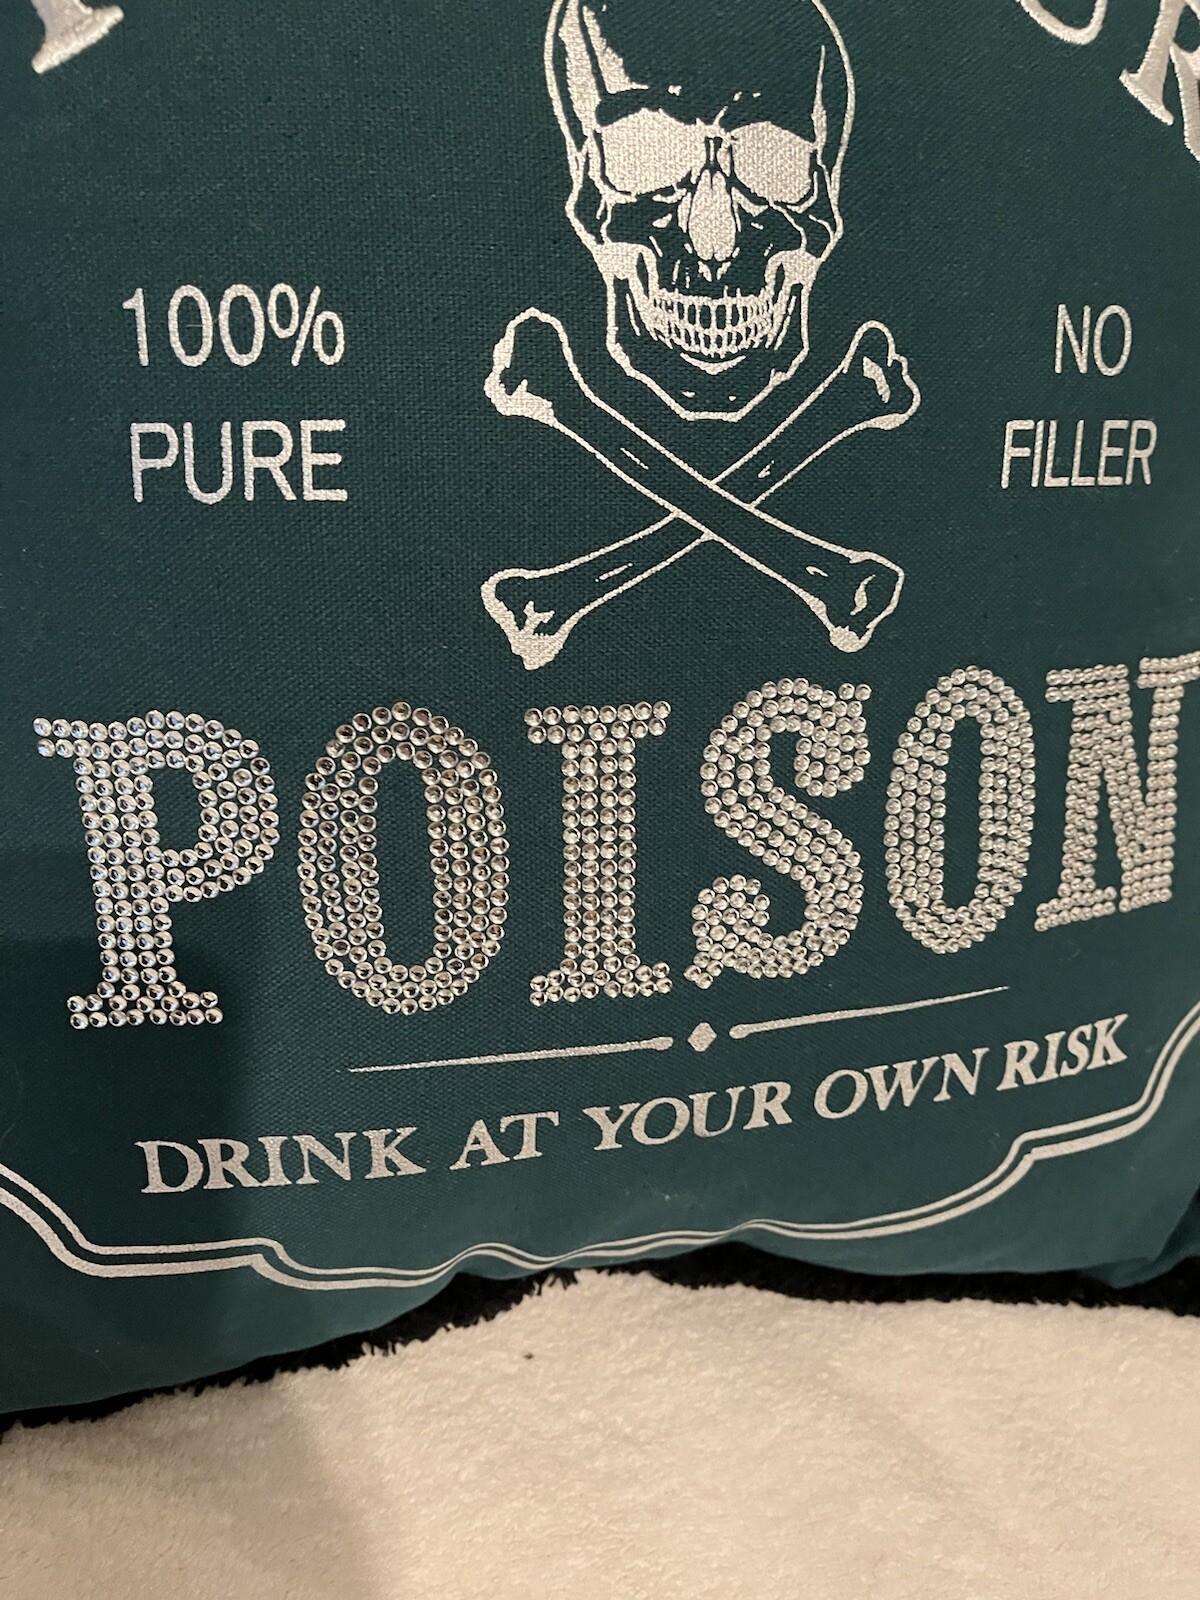 100%
PURE
NO
FILLER
POISON
DRINK AT YOUR OWN RISK